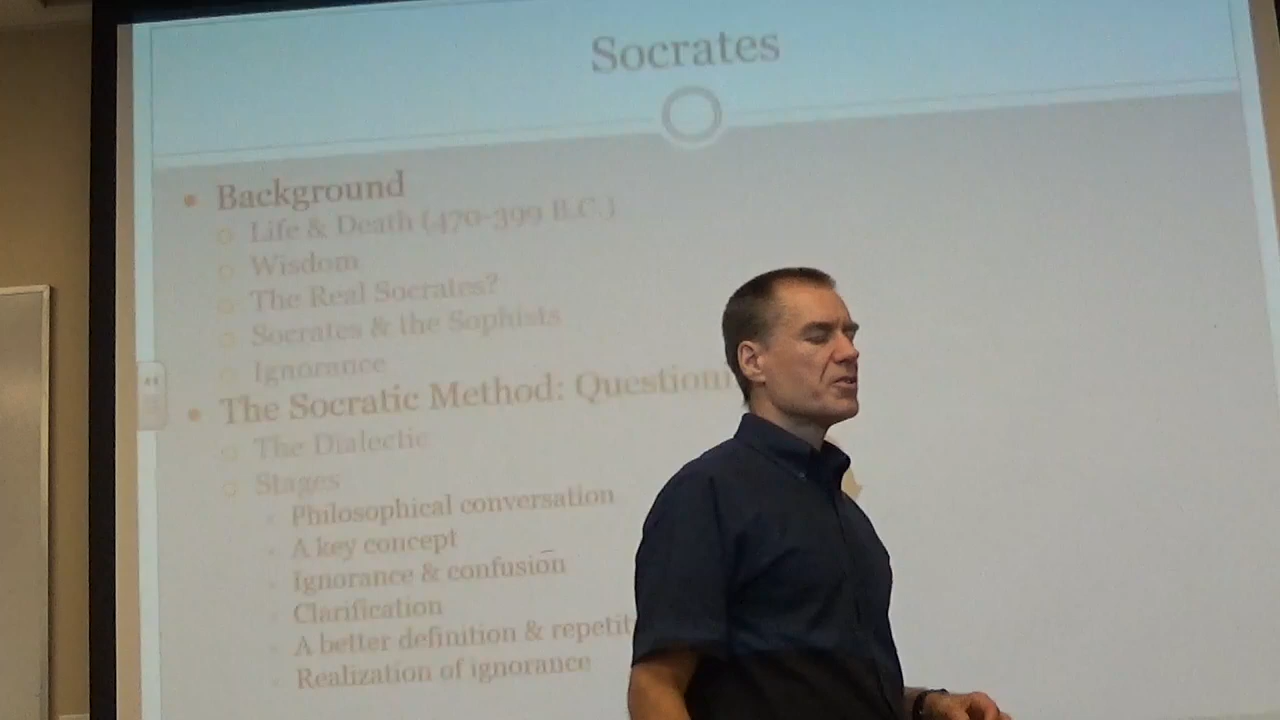 Socrates
Background
Life & Death (470-399 B.C.)
Wisdom
The Real Socrates?
Socrates & the Sophists
Ignorance
The Socratic Method: Questioni
The Dialectic
Stages
Philosophical conversation
A key concept
Ignorance & confusion
Clarification
A better definition & repetit
Realization of ignorance